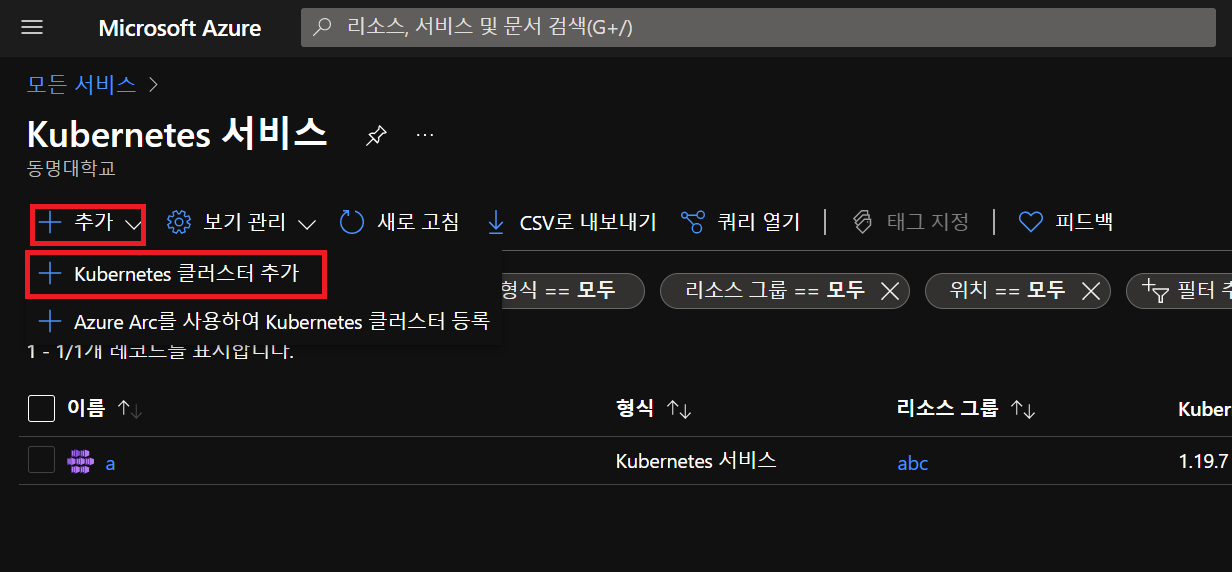 Microsoft Azure
리소스, 서비스 및 문서 검색(G+/)
모든 서비스 >
Kubernetes 서비스 ...
동명대학교
+ 추가 보기 관리 새로 고침 CSV로 내보내기 쿼리 열기 태그 지정 피드백
+ Kubernetes 클러스터 추가
형식 == 모두 리소스 그룹 == 모두 위치 == 모두 필터
+ Azure Arc를 사용하여 Kubernetes 클러스터 등록
1 - 1/1개 레코드를 표시합니다.
이름 ↑↓ 형식 ↑↓ 리소스 그룹 ↑↓ Kuber
a Kubernetes 서비스 abc 1.19.7